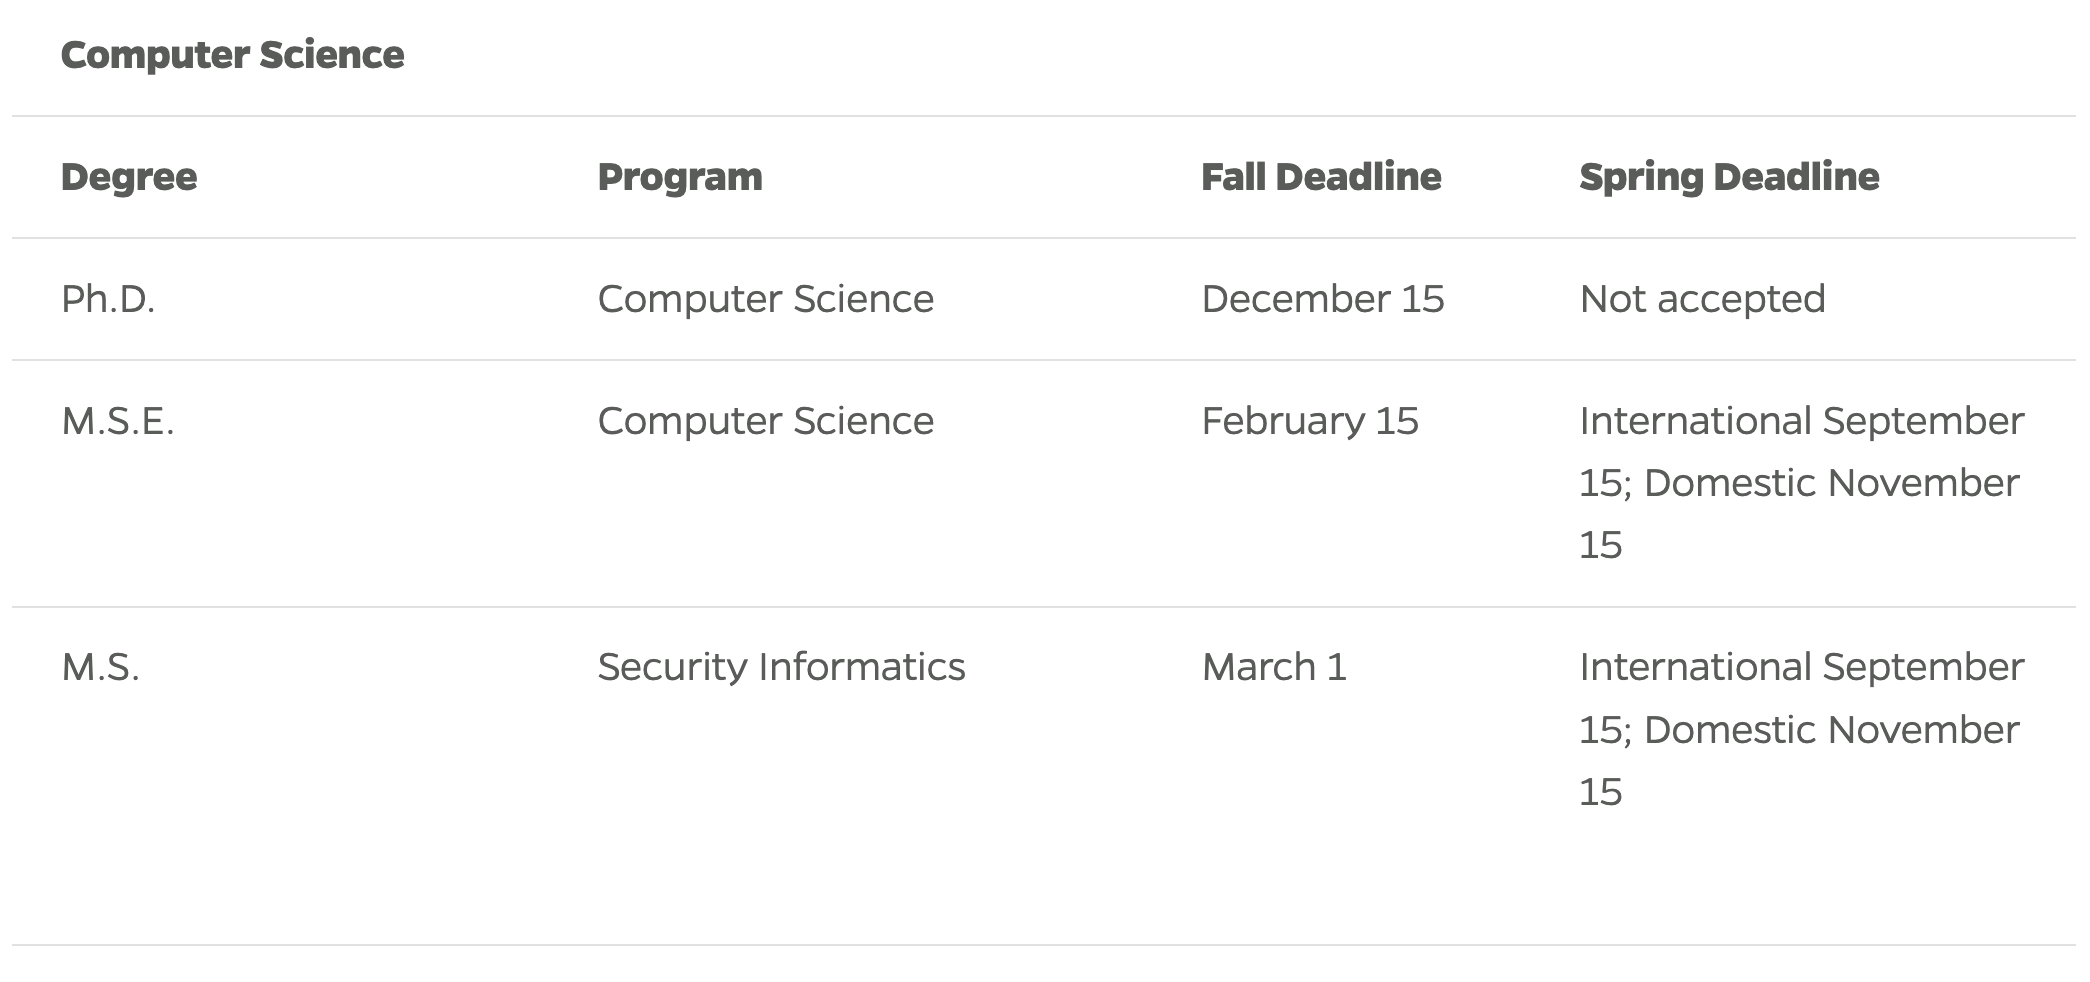 Computer Science
Degree Program Fall Deadline Spring Deadline
Ph.D. Computer Science December 15 Not accepted
M.S.E. Computer Science February 15 International September
15; Domestic November
15
M.S. Security Informatics March 1 International September
15; Domestic November
15